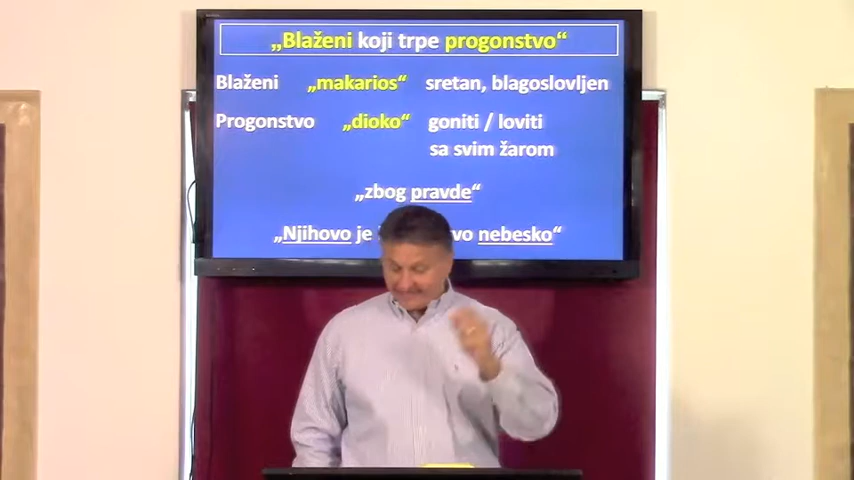 „Blaženi koji trpe progonstvo“
Blaženi „makarios“ sretan, blagoslovljen
Progonstvo „dioko“ goniti / loviti
sa svim žarom
„zbog pravde“
„Njihovo je nebesko“